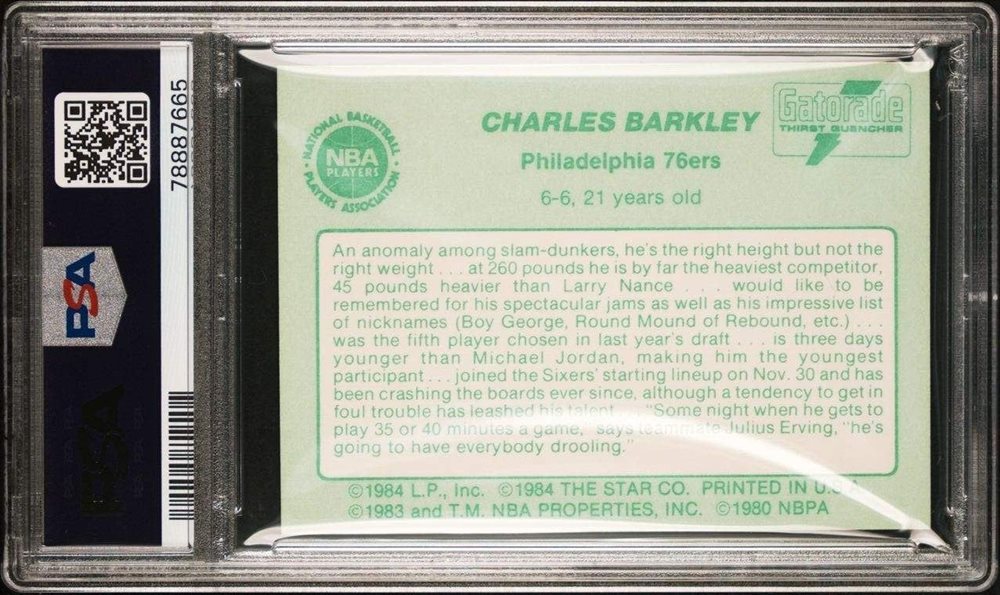 78887665
PSA
PSA
NATIONAL BASKETBALL
NBA
PLAYERS
PLAYERS ASSOCIATION
CHARLES BARKLEY
Philadelphia 76ers
6-6, 21 years old
Gatorade
THIRST QUENCHER
An anomaly among slam-dunkers, he's the right height but not the
right weight . . . at 260 pounds he is by far the heaviest competitor,
45 pounds heavier than Larry Nance . . . would like to be
remembered for his spectacular jams as well as his impressive list
of nicknames (Boy George, Round Mound of Rebound, etc.) . . .
was the fifth player chosen in last year's draft . . . is three days
younger than Michael Jordan, making him the youngest
participant . . . joined the Sixers' starting lineup on Nov. 30 and has
been crashing the boards ever since, although a tendency to get in
foul trouble has leashed his talent . . . "Some night when he gets to
play 35 or 40 minutes a game," says teammate Julius Erving, "he's
going to have everybody drooling."
©1984 L.P., Inc. ©1984 THE STAR CO. PRINTED IN U.S.A.
©1983 and T.M. NBA PROPERTIES, INC. ©1980 NBPA